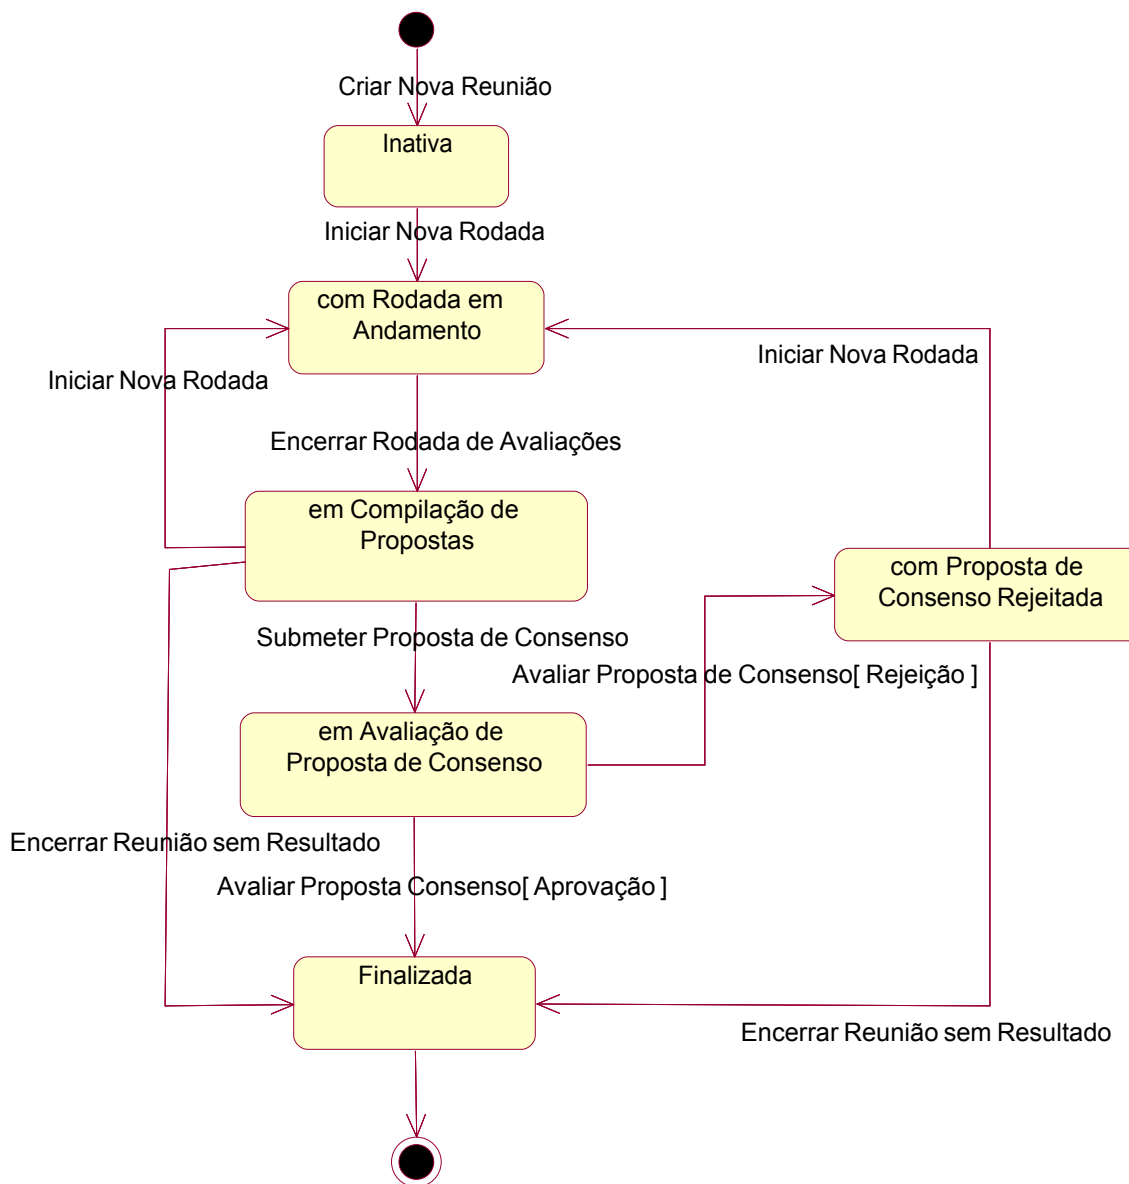 Criar Nova Reunião
Inativa
Iniciar Nova Rodada
com Rodada em
Andamento
Iniciar Nova Rodada
Iniciar Nova Rodada
Encerrar Rodada de Avaliações
em Compilação de
Propostas
com Proposta de
Consenso Rejeitada
Submeter Proposta de Consenso
Avaliar Proposta de Consenso[ Rejeição ]
em Avaliação de
Proposta de Consenso
Encerrar Reunião sem Resultado
Avaliar Proposta Consenso[ Aprovação ]
Finalizada
Encerrar Reunião sem Resultado